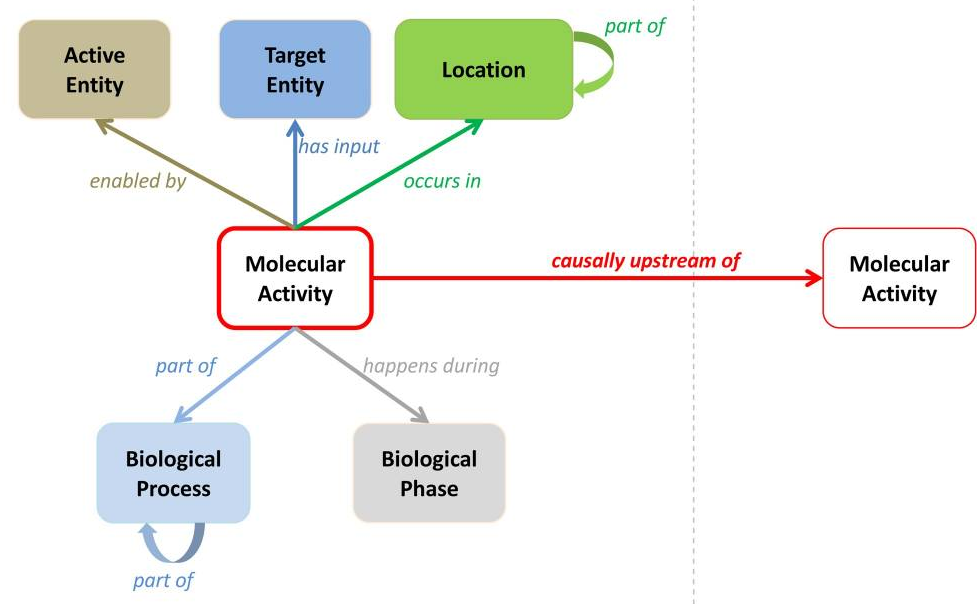 part of
Active
Entity
Target
Entity
Location
has input
enabled by
occurs in
Molecular
Activity
causally upstream of
Molecular
Activity
part of
happens during
Biological
Process
Biological
Phase
part of